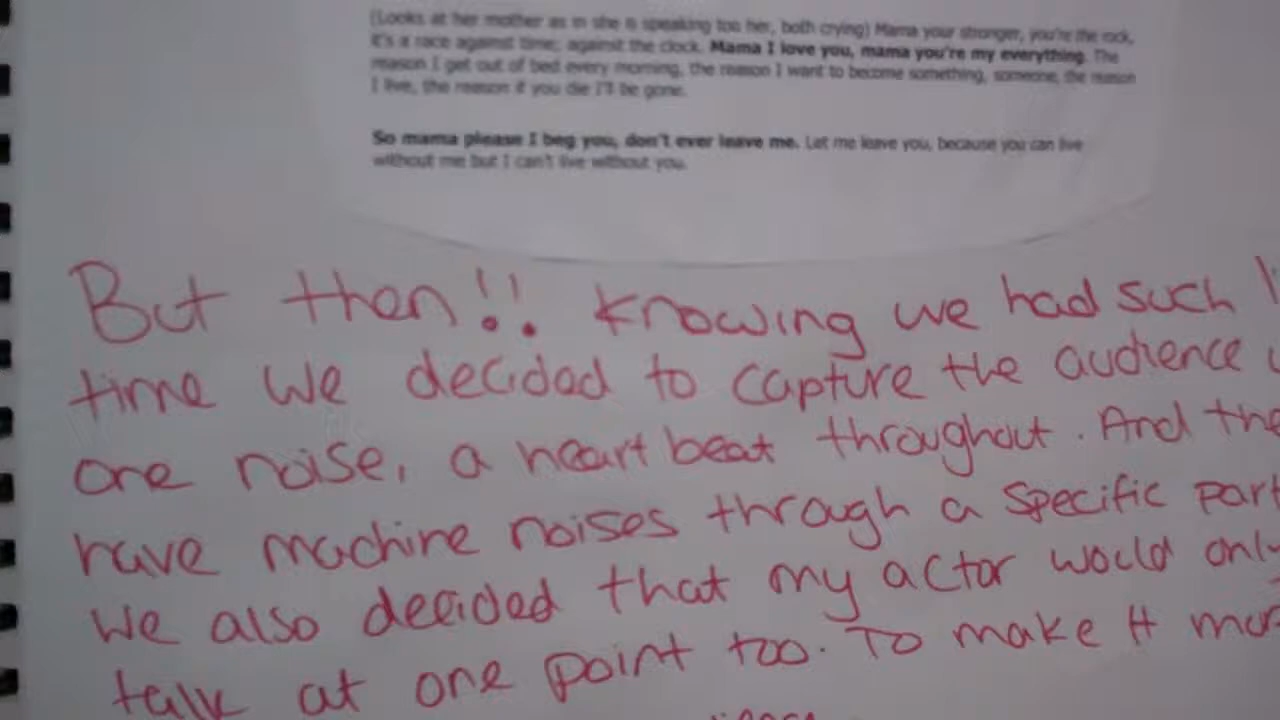 (Looks at her mother as in she is speaking too her, both crying) Mama your stronger, you're the rock,
it's a race against time; against the clock. Mama I love you, mama you're my everything. The
reason I get out of bed every morning, the reason I want to become something, someone, the reason
I live, the reason if you die I'll be gone.
So mama please I beg you, don't ever leave me. Let me leave you, because you can live
without me but I can't live without you.
But then!! Knowing we had such
time we decided to capture the audience
one noise, a heart beat throughout. And the
have machine noises through a specific part
We also decided that my actor would only
talk at one point too. To make it mor